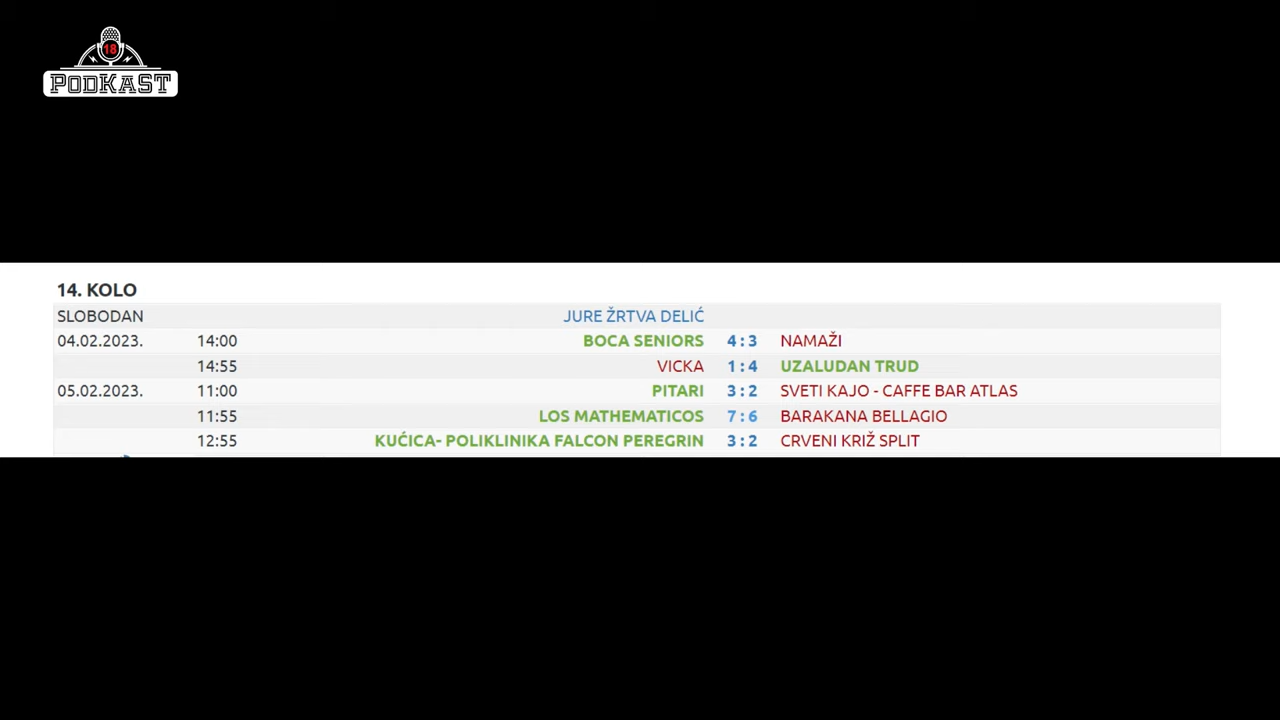 18
PODKAST
14. KOLO
SLOBODAN JURE ŽRTVA DELIĆ
04.02.2023. 14:00 BOCA SENIORS 4 : 3 NAMAŽI
14:55 VICKA 1 : 4 UZALUDAN TRUD
05.02.2023. 11:00 PITARI 3 : 2 SVETI KAJO - CAFFE BAR ATLAS
11:55 LOS MATHEMATICOS 7 : 6 BARAKANA BELLAGIO
12:55 KUĆICA- POLIKLINIKA FALCON PEREGRIN 3 : 2 CRVENI KRIŽ SPLIT